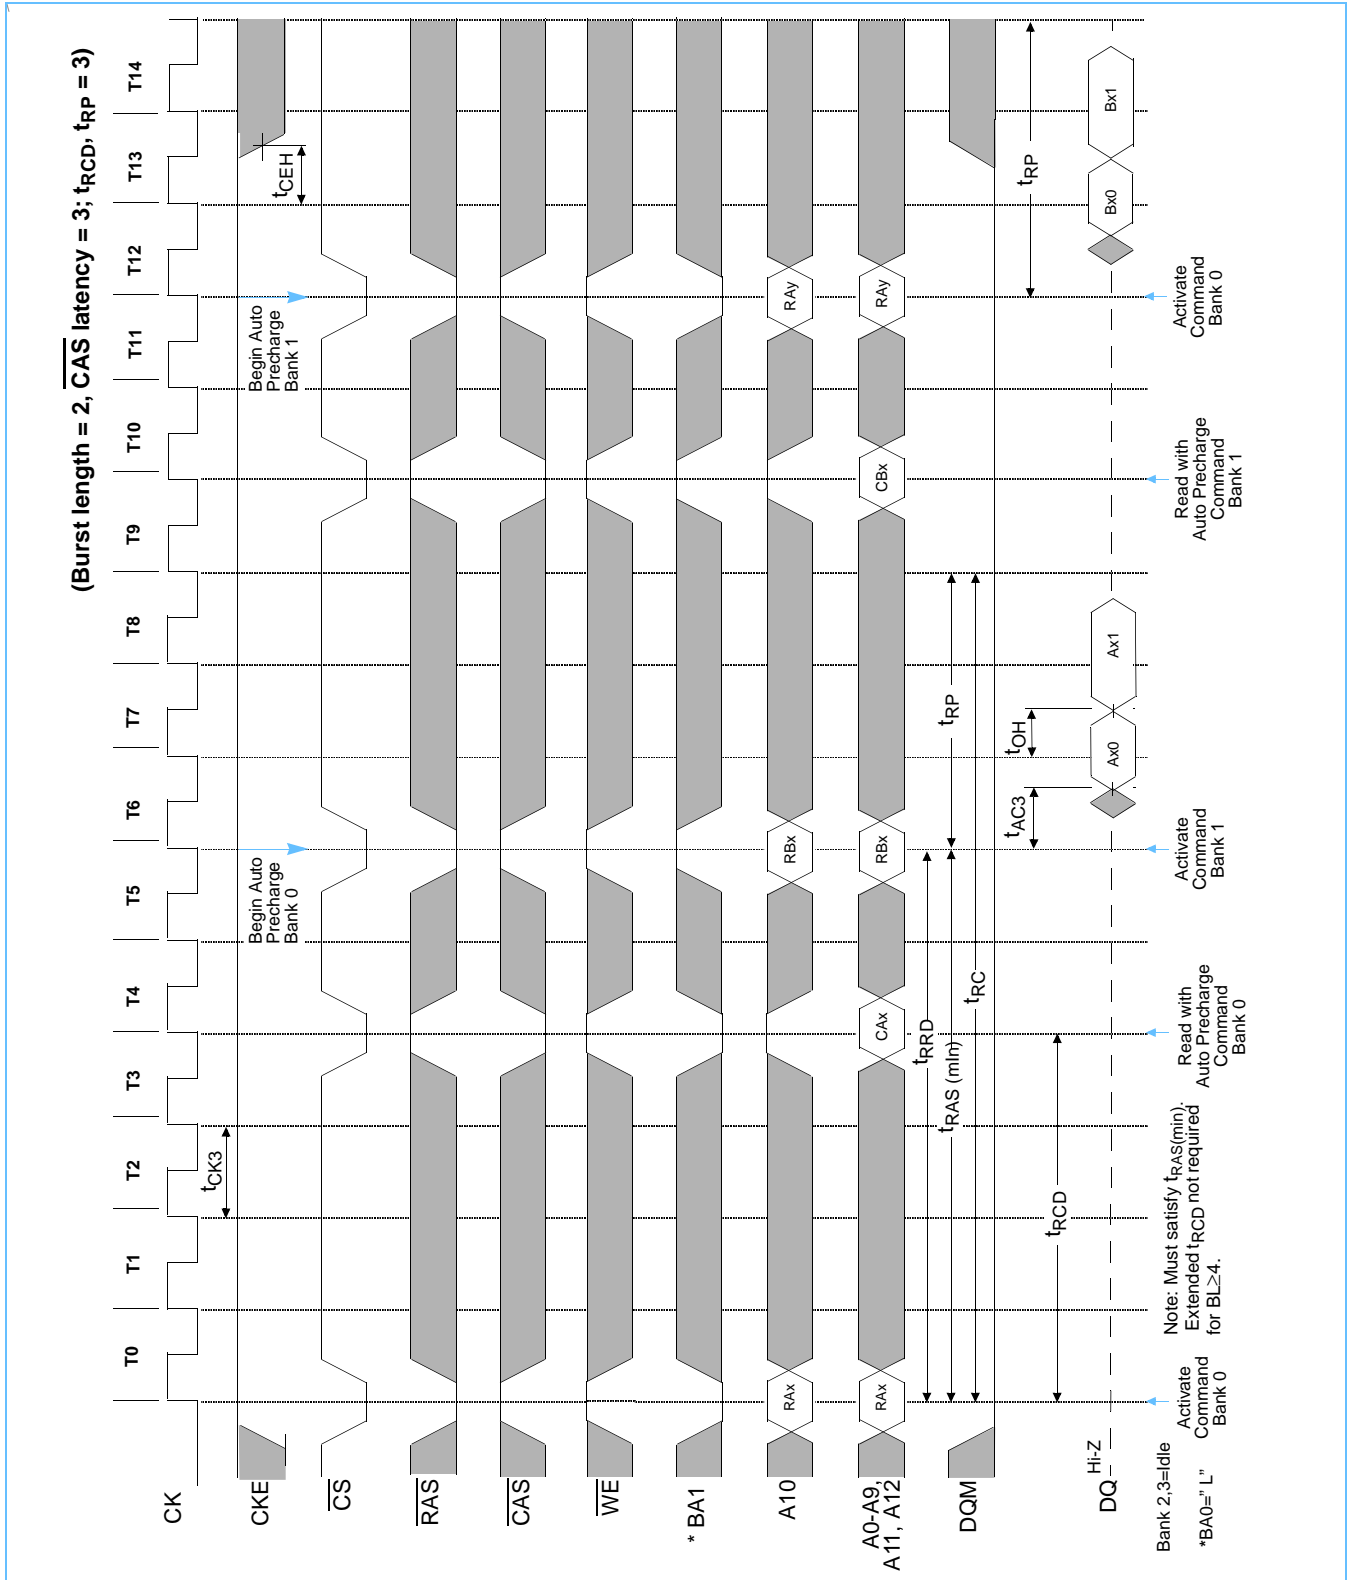 (Burst length = 2, CAS latency = 3; tRCD, tRP = 3)
T0 T1 T2 T3 T4 T5 T6 T7 T8 T9 T10 T11 T12 T13 T14
CK
tCK3
CKE
tCEH
Begin Auto
Precharge
Bank 0
Begin Auto
Precharge
Bank 1
CS
RAS
CAS
WE
* BA1
A10
RAx RBx RAy
A0-A9,
A11, A12
RAx CAx RBx CBx RAy
tRRD
DQM
tRAS (mIn)
tRP
tRC
tRCD
tAC3
tOH
tRP
DQ
Hi-Z
Ax0 Ax1 Bx0 Bx1
Bank 2,3=Idle
*BA0=" L"
Activate
Command
Bank 0
Note: Must satisfy tRAS(min).
Extended tRCD not required
for BL≥4.
Read with
Auto Precharge
Command
Bank 0
Activate
Command
Bank 1
Read with
Auto Precharge
Command
Bank 1
Activate
Command
Bank 0